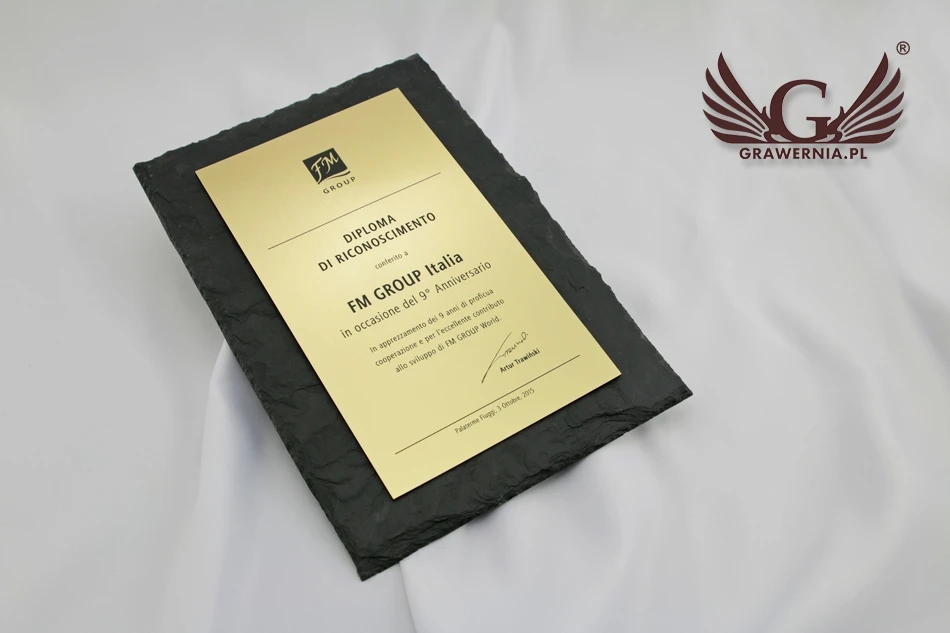 FM
GROUP
DIPLOMA
DI RICONOSCIMENTO
conferito a
FM GROUP Italia
in occasione del 9° Anniversario
In apprezzamento dei 9 anni di proficua
cooperazione e per l'eccellente contributo
allo sviluppo di FM GROUP World.
Artur Trawiński
Palaterme Fiuggi, 3 Ottobre, 2015
G
®
GRAWERNIA.PL